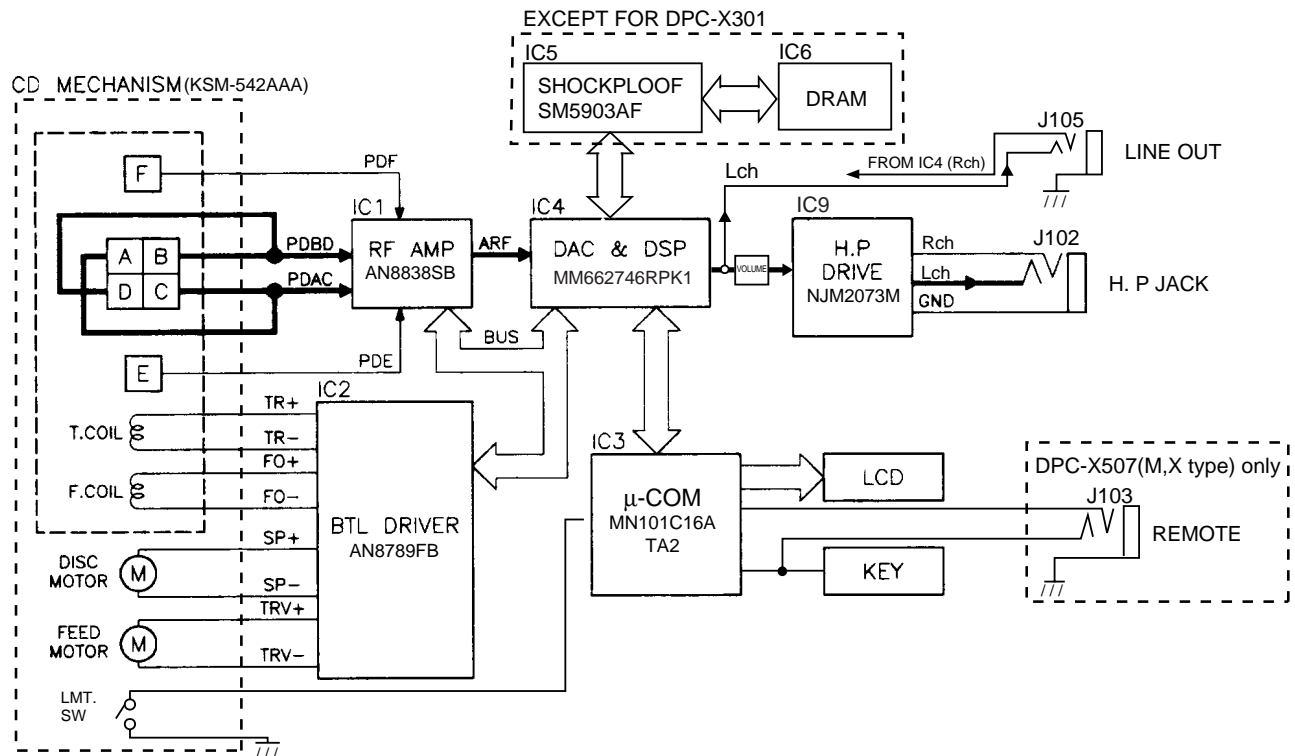 EXCEPT FOR DPC-X301
IC5
SHOCKPLOOF
SM5903AF
IC6
DRAM
CD MECHANISM(KSM-542AAA)
J105
LINE OUT
FROM IC4 (Rch)
Lch
F
PDF
IC1
RF AMP
AN8838SB
ARF
IC4
DAC & DSP
MM662746RPK1
VOLUME
IC9
H.P
DRIVE
NJM2073M
Rch
Lch
GND
J102
H. P JACK
A
B
D
C
PDBD
PDAC
E
PDE
BUS
IC2
BTL DRIVER
AN8789FB
T.COIL
TR+
TR-
F.COIL
FO+
FO-
DISC
MOTOR
M
SP+
SP-
FEED
MOTOR
M
TRV+
TRV-
LMT.
SW
IC3
μ-COM
MN101C16A
TA2
LCD
KEY
DPC-X507(M,X type) only
J103
REMOTE